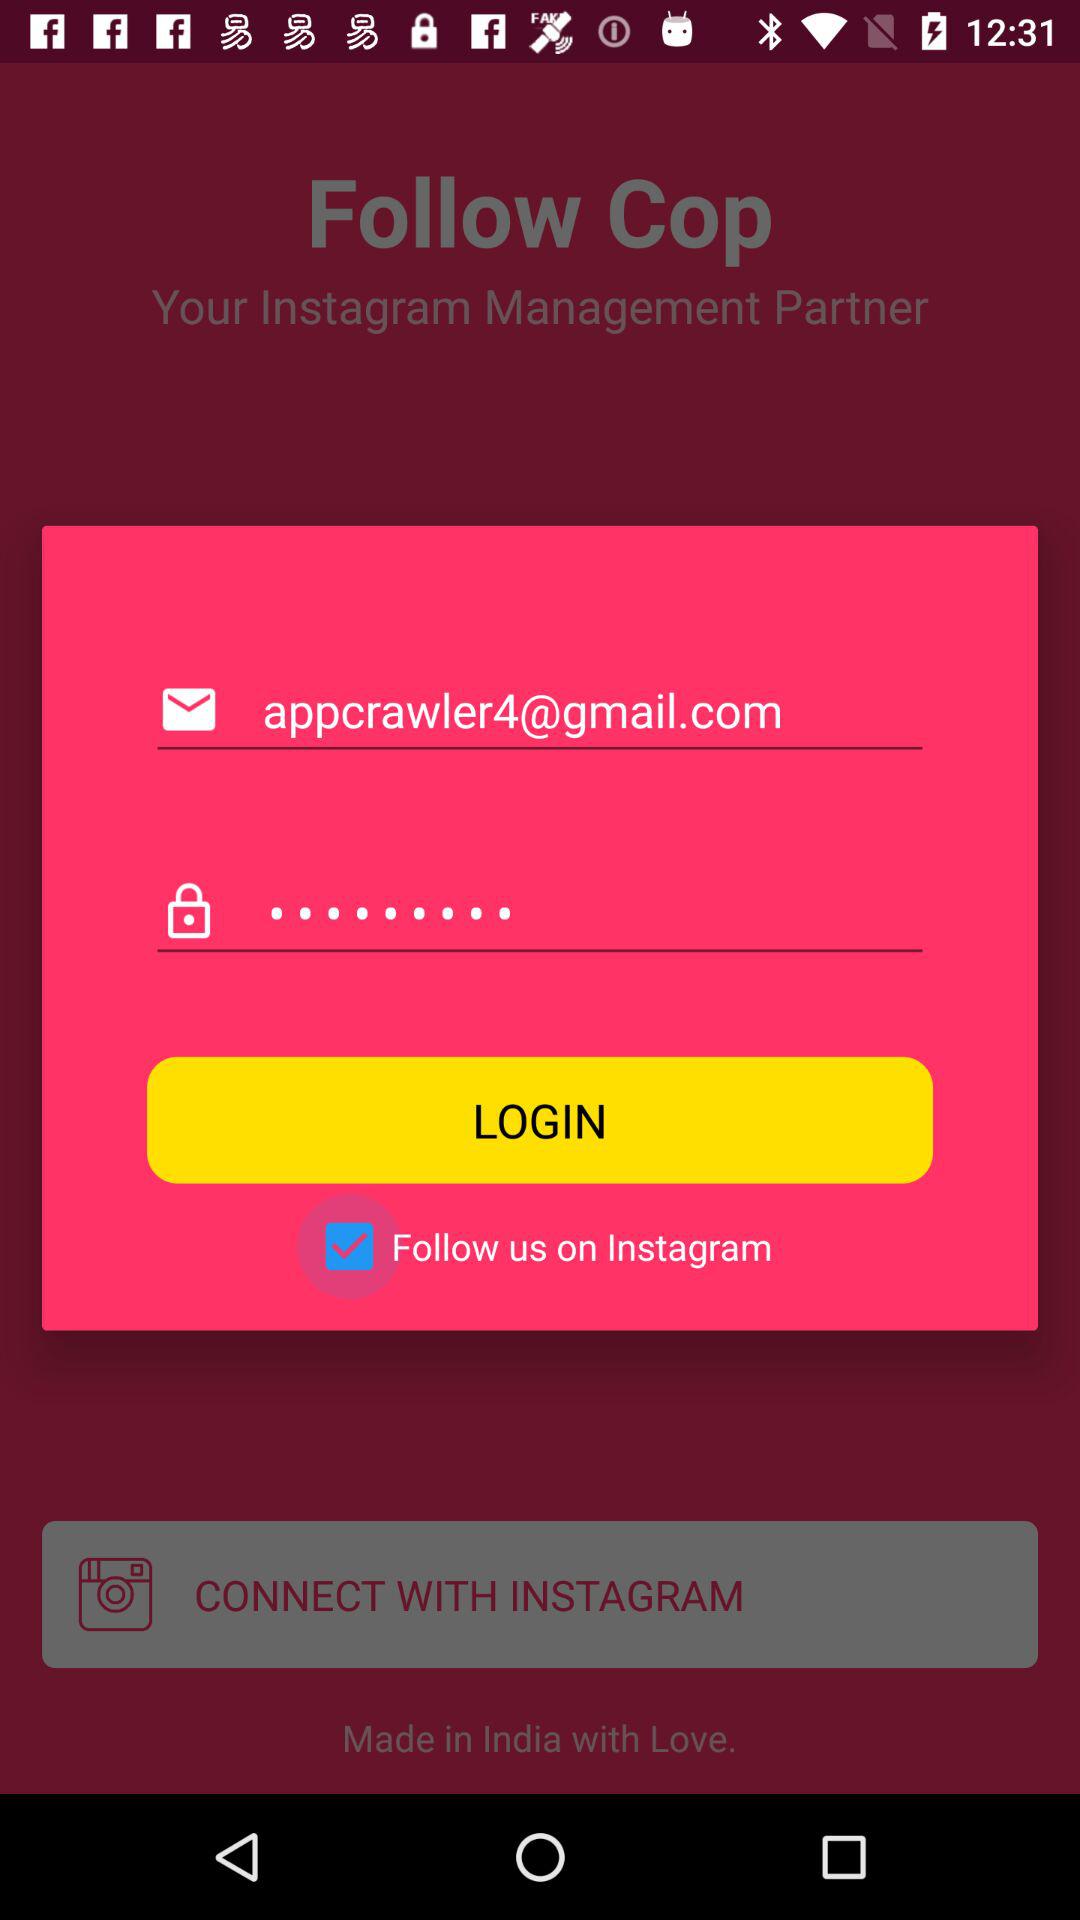 FAKE
12:31
Follow Cop
Your Instagram Management Partner
appcrawler4@gmail.com
•••••••••
LOGIN
Follow us on Instagram
CONNECT WITH INSTAGRAM
Made in India with Love.